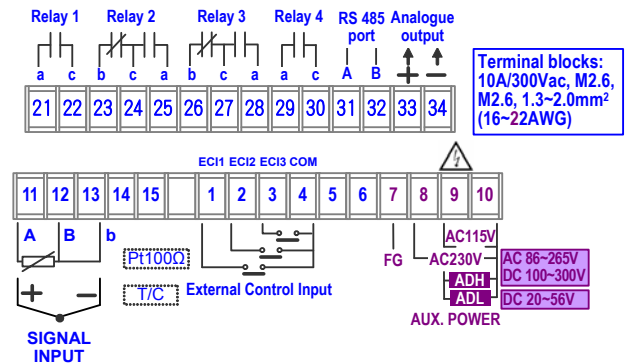 Relay 1 Relay 2 Relay 3 Relay 4 RS 485 port Analogue output
a c b c a b c a a c A B + −
21 22 23 24 25 26 27 28 29 30 31 32 33 34
Terminal blocks:
10A/300Vac, M2.6,
M2.6, 1.3~2.0mm²
(16~22AWG)
ECI1 ECI2 ECI3 COM
11 12 13 14 15 1 2 3 4 5 6 7 8 9 10
A B b
Pt100Ω
+ −
T/C
External Control Input
SIGNAL
INPUT
FG
AC115V
AC230V
ADH
AC 86~265V
DC 100~300V
ADL
DC 20~56V
AUX. POWER